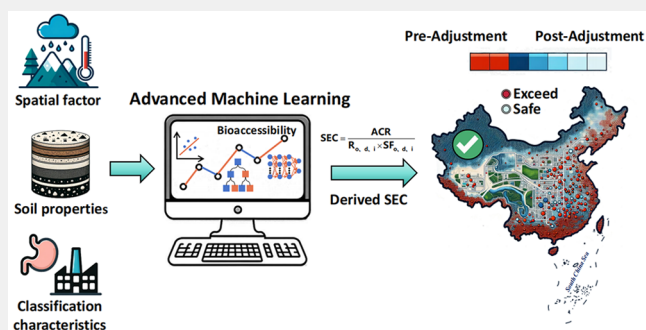 Spatial factor
Soil properties
Classification
characteristics
Advanced Machine Learning
Bioaccessibility
SEC = ACR / R o, d, i × SF o, d, i
Derived SEC
Pre-Adjustment Post-Adjustment
Exceed
Safe
South China Sea